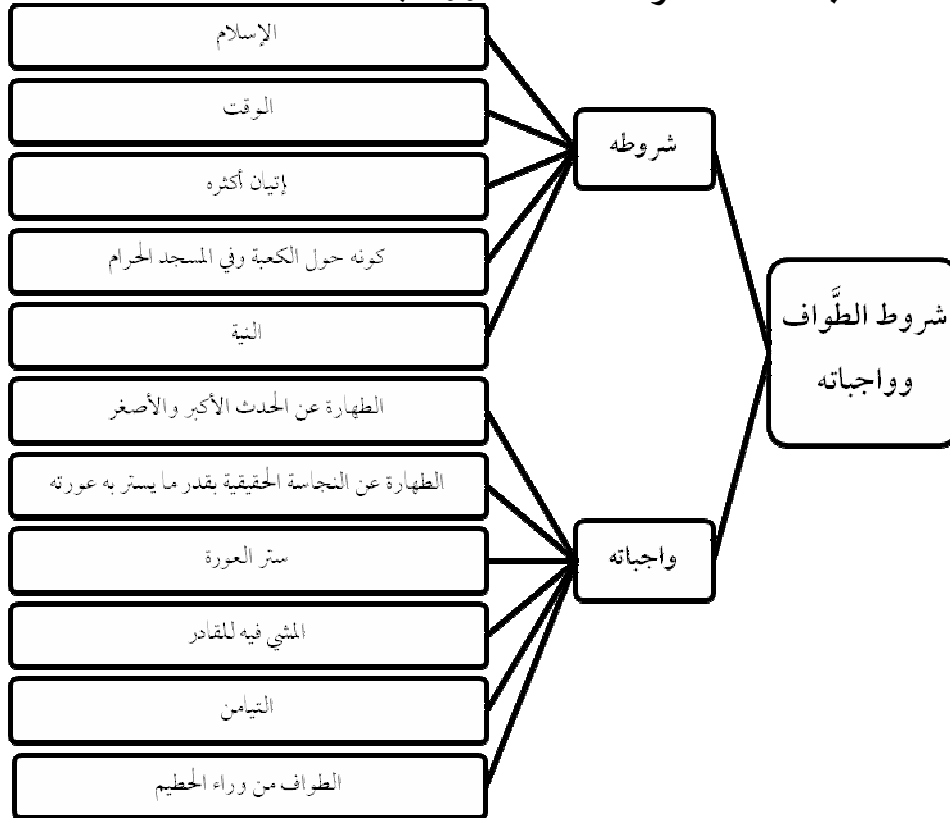 شروط الطَّواف
وواجباته
شروطه
الإسلام
الوقت
إتيان أكثره
كونه حول الكعبة وفي المسجد الحرام
النية
واجباته
الطهارة عن الحدث الأكبر والأصغر
الطهارة عن النجاسة الحقيقية بقدر ما يستر به عورته
ستر العورة
المشي فيه للقادر
التيامن
الطواف من وراء الحطيم